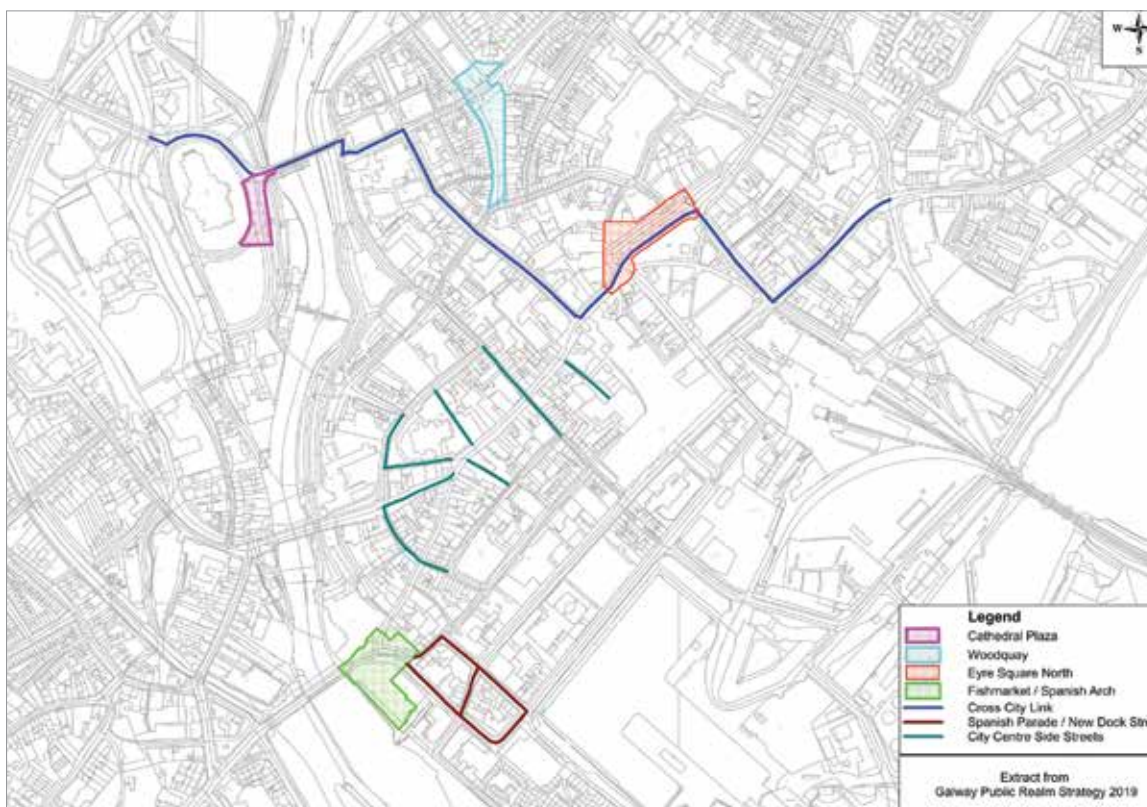 W
S
Legend
Cathedral Plaza
Woodquay
Eyre Square North
Fishmarket / Spanish Arch
Cross City Link
Spanish Parade / New Dock Str
City Centre Side Streets
Extract from
Galway Public Realm Strategy 2019